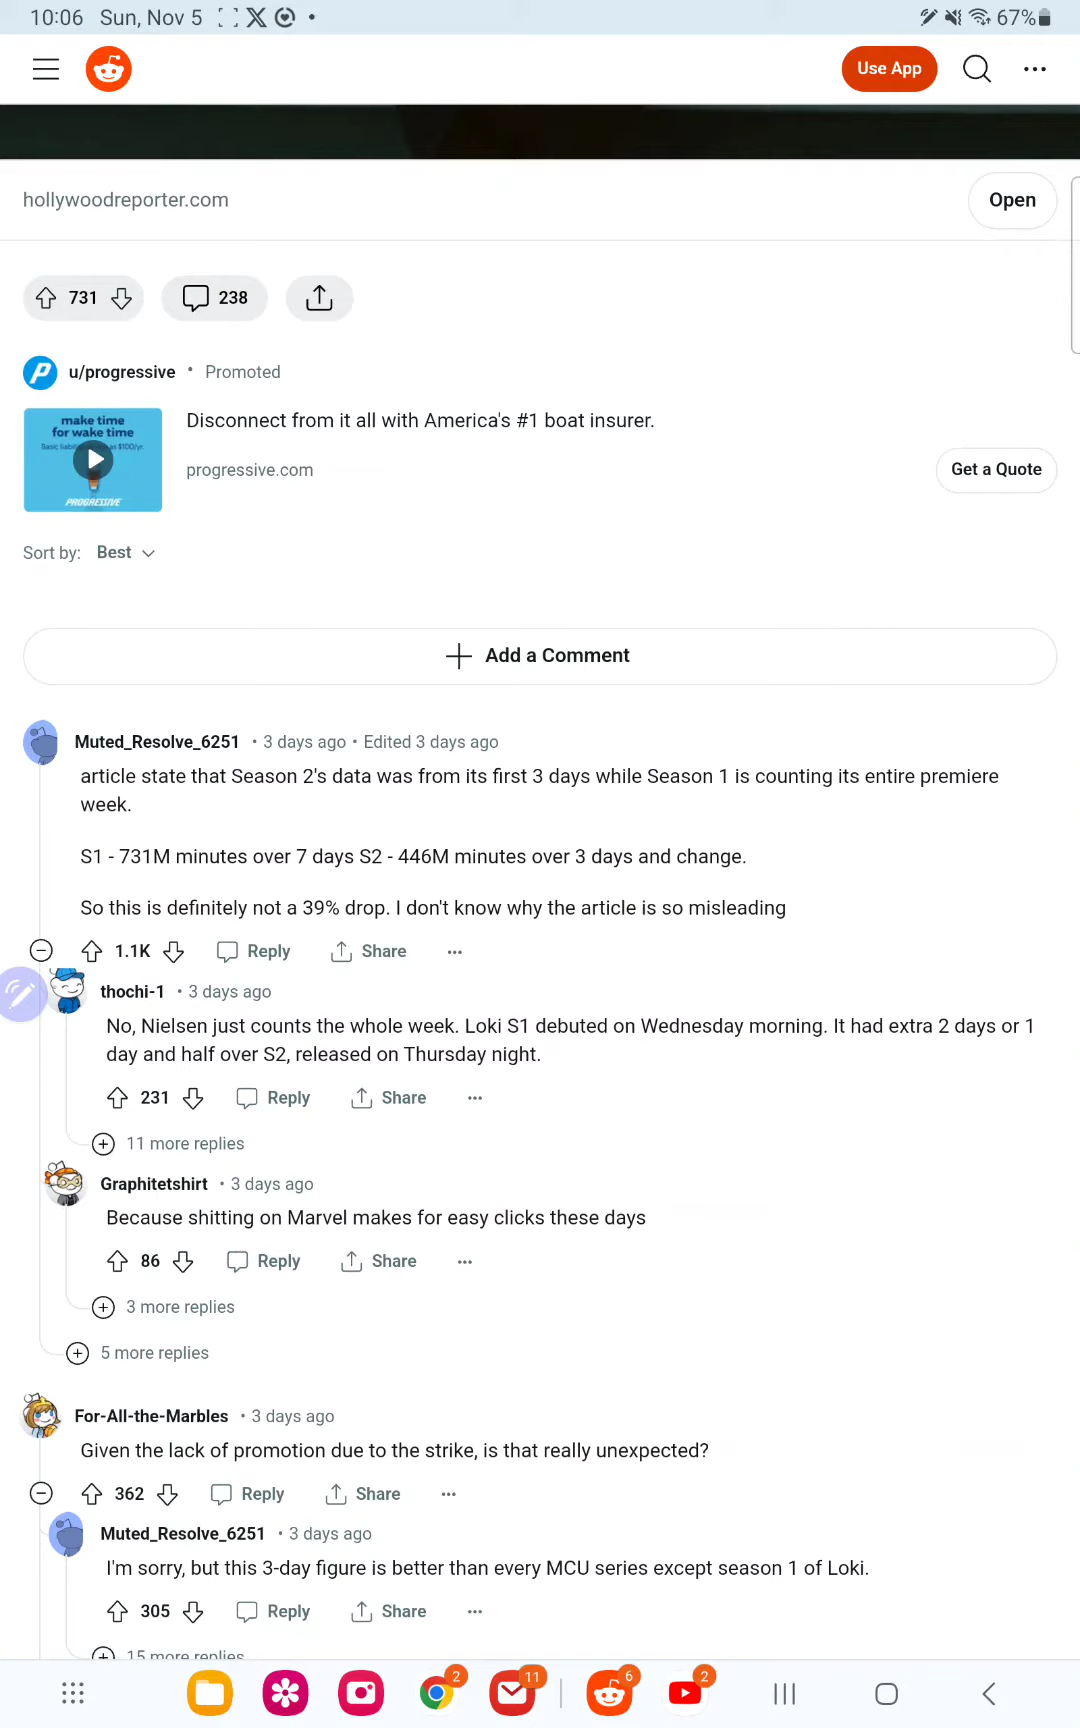 10:06 Sun, Nov 5
67%
Use App
hollywoodreporter.com
Open
731
238
u/progressive • Promoted
make time
for wake time
PROGRESSIVE
Disconnect from it all with America's #1 boat insurer.
progressive.com
Get a Quote
Sort by: Best
Add a Comment
Muted_Resolve_6251 • 3 days ago • Edited 3 days ago
article state that Season 2's data was from its first 3 days while Season 1 is counting its entire premiere
week.
S1 - 731M minutes over 7 days S2 - 446M minutes over 3 days and change.
So this is definitely not a 39% drop. I don't know why the article is so misleading
1.1K Reply Share
thochi-1 • 3 days ago
No, Nielsen just counts the whole week. Loki S1 debuted on Wednesday morning. It had extra 2 days or 1
day and half over S2, released on Thursday night.
231 Reply Share
11 more replies
Graphitetshirt • 3 days ago
Because shitting on Marvel makes for easy clicks these days
86 Reply Share
3 more replies
5 more replies
For-All-the-Marbles • 3 days ago
Given the lack of promotion due to the strike, is that really unexpected?
362 Reply Share
Muted_Resolve_6251 • 3 days ago
I'm sorry, but this 3-day figure is better than every MCU series except season 1 of Loki.
305 Reply Share
15 more replies
2
11
6
2